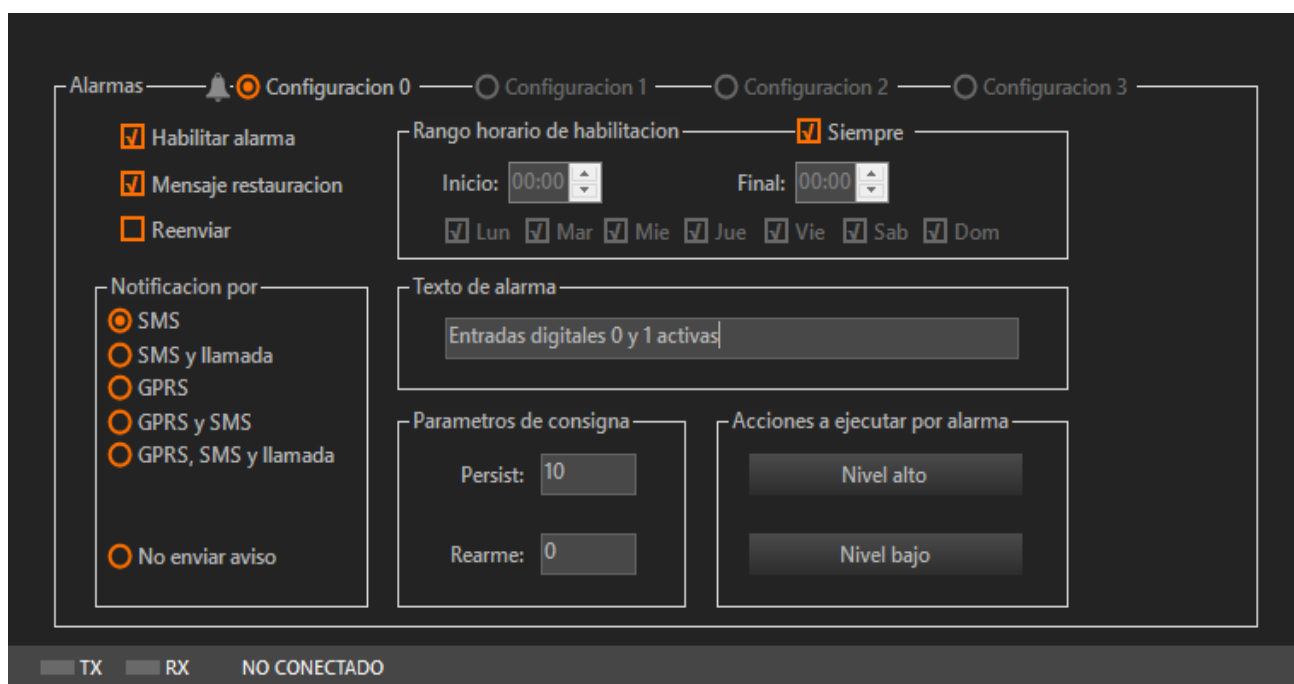 Alarmas Configuracion 0 Configuracion 1 Configuracion 2 Configuracion 3
Habilitar alarma
Mensaje restauracion
Reenviar
Rango horario de habilitacion Siempre
Inicio: 00:00 Final: 00:00
Lun Mar Mie Jue Vie Sab Dom
Notificacion por
SMS
SMS y llamada
GPRS
GPRS y SMS
GPRS, SMS y llamada
No enviar aviso
Texto de alarma
Entradas digitales 0 y 1 activas
Parametros de consigna
Persist: 10
Rearme: 0
Acciones a ejecutar por alarma
Nivel alto
Nivel bajo
TX RX NO CONECTADO